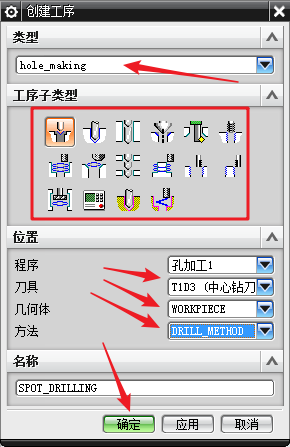 创建工序
类型
hole_making
工序子类型
位置
程序 孔加工1
刀具 T1D3 (中心钻刀
几何体 WORKPIECE
方法 DRILL_METHOD
名称
SPOT_DRILLING
确定 应用 取消